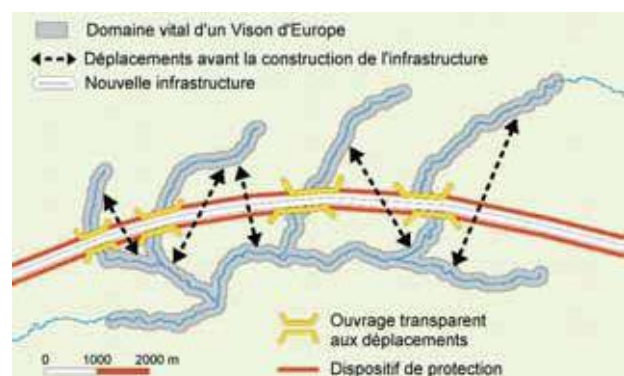 Domaine vital d'un Vison d'Europe
Déplacements avant la construction de l'infrastructure
Nouvelle infrastructure
Ouvrage transparent
aux déplacements
0 1000 2000 m
Dispositif de protection